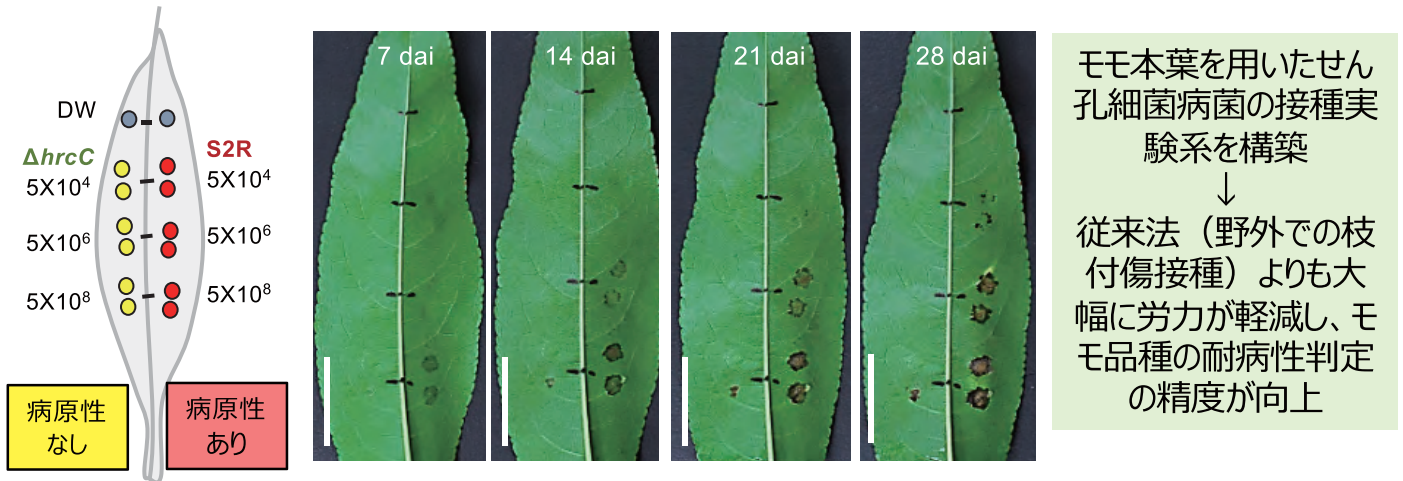 DW
ΔhrcC
S2R
5X10⁴
5X10⁴
5X10⁶
5X10⁶
5X10⁸
5X10⁸
病原性
なし
病原性
あり
7 dai
14 dai
21 dai
28 dai
モモ本葉を用いたせん
孔細菌病菌の接種実
験系を構築
↓
従来法（野外での枝
付傷接種）よりも大
幅に労力が軽減し、モ
モ品種の耐病性判定
の精度が向上